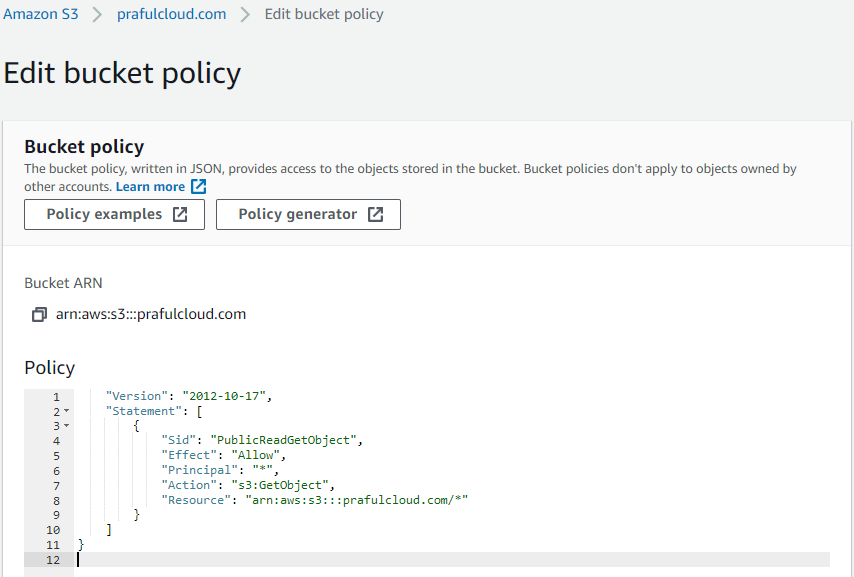 Amazon S3 > prafulcloud.com > Edit bucket policy
Edit bucket policy
Bucket policy
The bucket policy, written in JSON, provides access to the objects stored in the bucket. Bucket policies don't apply to objects owned by
other accounts. Learn more
Policy examples Policy generator
Bucket ARN
arn:aws:s3:::prafulcloud.com
Policy
1 "Version": "2012-10-17",
2 "Statement": [
3 {
4 "Sid": "PublicReadGetObject",
5 "Effect": "Allow",
6 "Principal": "*",
7 "Action": "s3:GetObject",
8 "Resource": "arn:aws:s3:::prafulcloud.com/*"
9 }
10 ]
11 }
12